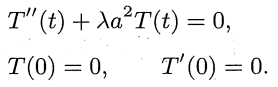 T''(t) + λa²T(t) = 0,
T(0) = 0, T'(0) = 0.